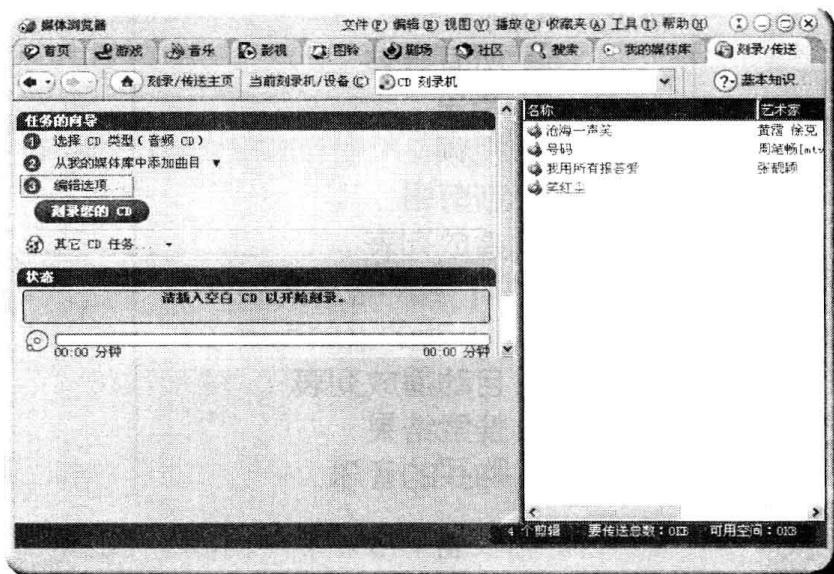 媒体浏览器 文件(F) 编辑(E) 视图(V) 播放(P) 收藏夹(A) 工具(T) 帮助(H)
首页 游戏 音乐 影视 图铃 剧场 社区 搜索 我的媒体库 刻录/传送
刻录/传送主页 当前刻录机/设备(C) CD 刻录机 基本知识
任务的向导
1 选择 CD 类型(音频 CD)
2 从我的媒体库中添加曲目
3 编辑选项...
刻录您的 CD
其它 CD 任务...
状态
请插入空白 CD 以开始刻录。
00:00 分钟 00:00 分钟
名称 艺术家
沧海一声笑 黄霑 徐克
号码 周笔畅[mtv
我用所有报答爱 张靓颖
笑红尘
4 个剪辑 要传送总数:0KB 可用空间:0KB